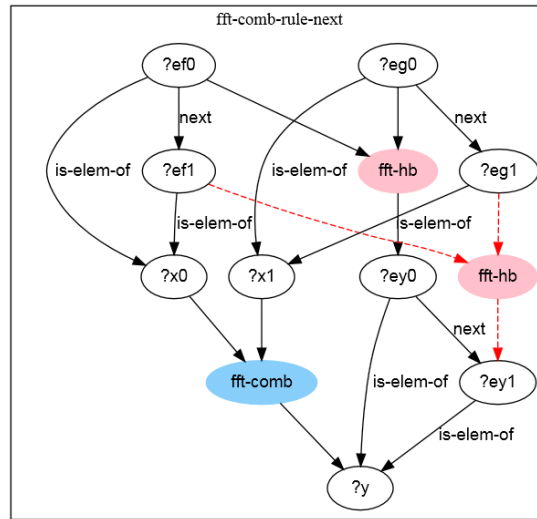 fft-comb-rule-next
?ef0
?eg0
next
next
is-elem-of
?ef1
is-elem-of
fft-hb
?eg1
is-elem-of
is-elem-of
?x0
?x1
?ey0
fft-hb
next
fft-comb
is-elem-of
?ey1
is-elem-of
?y